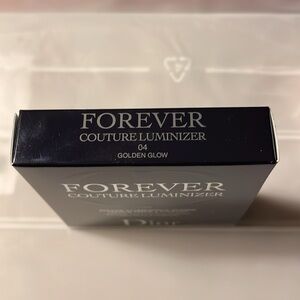 FOREVER
COUTURE LUMINIZER
04
GOLDEN GLOW
FOREVER
COUTURE LUMINIZER
Dior